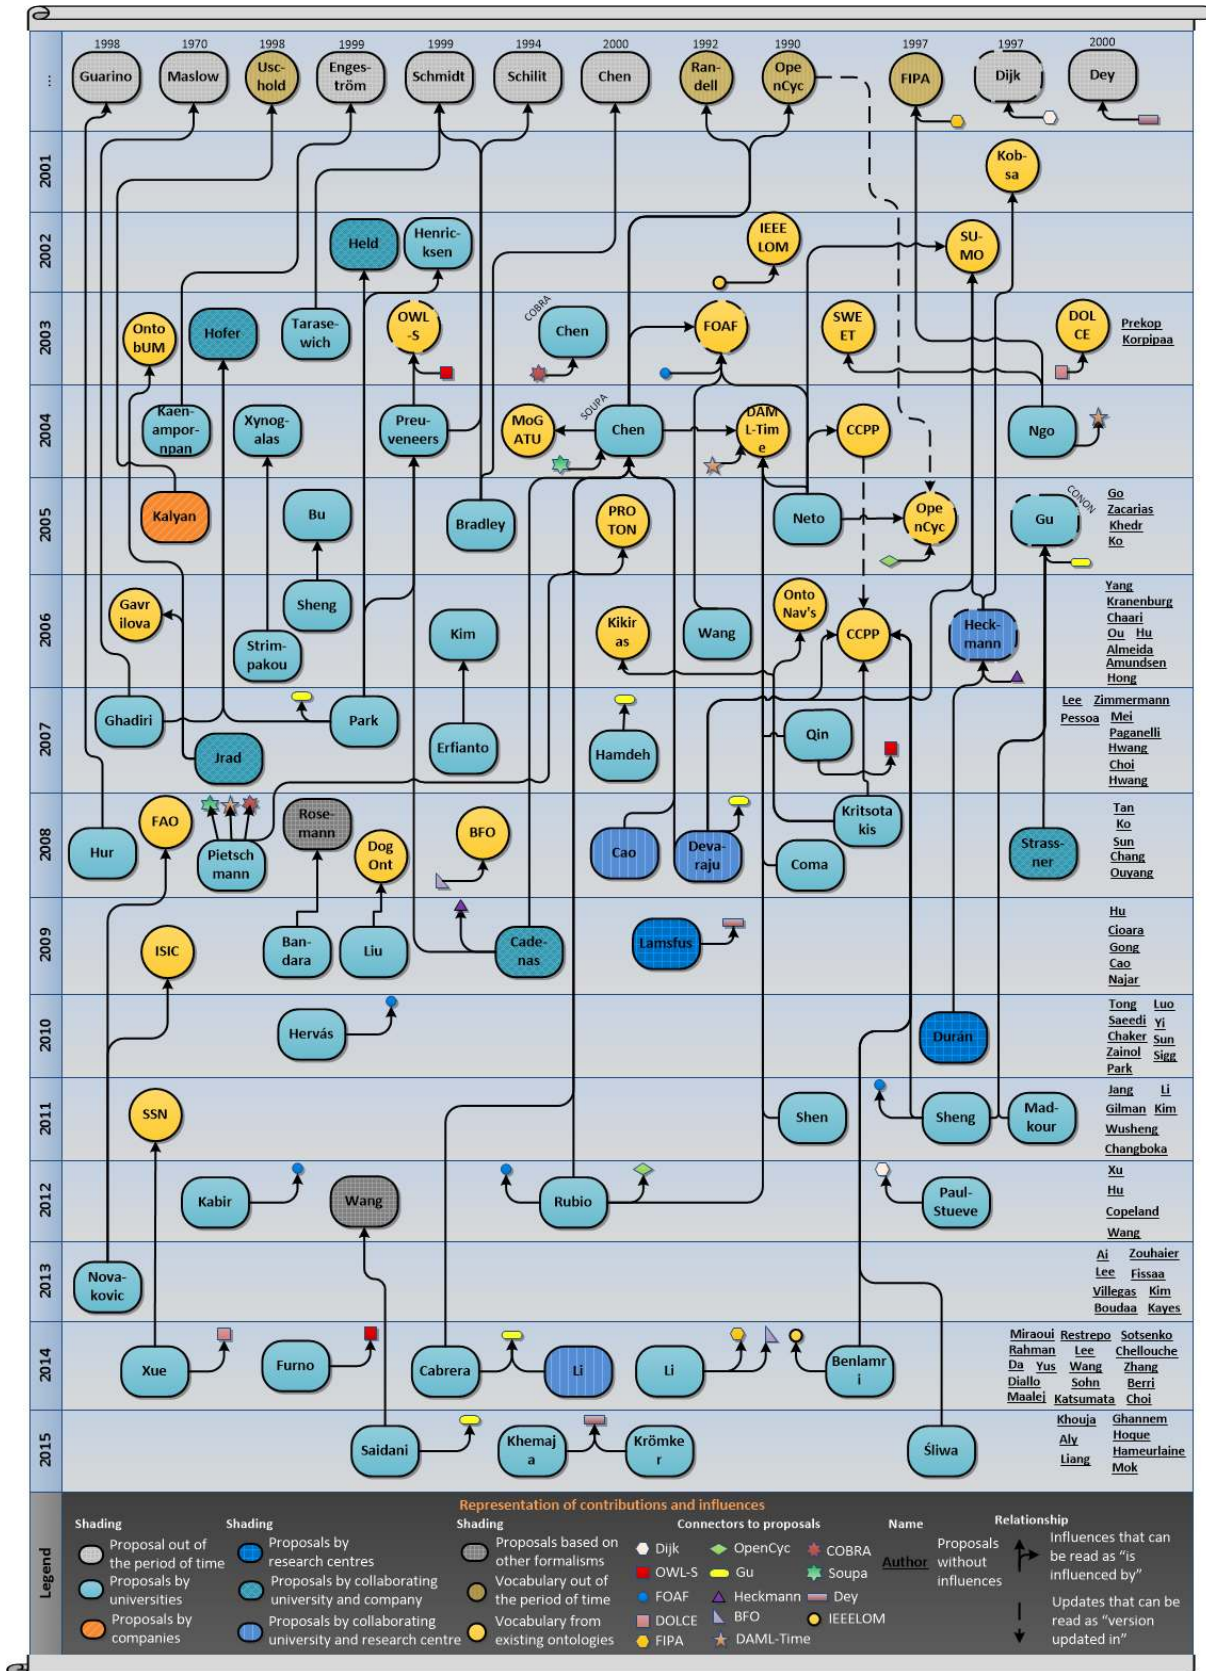 1998 1970 1998 1999 1999 1994 2000 1992 1990 1997 1997 2000
...
Guarino
Maslow
Usc-
hold
Enges-
tröm
Schmidt
Schilit
Chen
Ran-
dell
Ope
nCyc
FIPA
Dijk
Dey
2001
Kob-
sa
2002
Held
Henric-
ksen
IEEE
LOM
SU-
MO
2003
Onto
bUM
Hofer
Tarase-
wich
OWL
-S
COBRA
Chen
FOAF
SWE
ET
DOL
CE
Prekop
Korpipaa
2004
Kaen-
ampor-
npan
Xynog-
alas
Preu-
veneers
MoG
ATU
SOUPA
Chen
DAM
L-Tim
e
CCPP
Ngo
2005
Kalyan
Bu
Bradley
PRO
TON
Neto
Ope
nCyc
CONON
Gu
Go
Zacarias
Khedr
Ko
2006
Gavr
ilova
Strim-
pakou
Sheng
Kim
Kikir
as
Wang
Onto
Nav's
CCPP
Heck-
mann
Yang
Kranenburg
Chaari
Ou Hu
Almeida
Amundsen
Hong
2007
Ghadiri
Jrad
Park
Erfianto
Hamdeh
Qin
Lee Zimmermann
Pessoa Mei
Paganelli
Hwang
Choi
Hwang
2008
Hur
FAO
Pietsch
mann
Rose-
mann
Dog
Ont
BFO
Cao
Deva-
raju
Coma
Kritsota
kis
Strass-
ner
Tan
Ko
Sun
Chang
Ouyang
2009
ISIC
Ban-
dara
Liu
Cade-
nas
Lamsfus
Hu
Cioara
Gong
Cao
Najar
2010
Hervás
Durán
Tong Luo
Saeedi Yi
Chaker Sun
Zainol Sigg
Park
2011
SSN
Shen
Sheng
Mad-
kour
Jang Li
Gilman Kim
Wusheng
Changboka
2012
Kabir
Wang
Rubio
Paul-
Stueve
Xu
Hu
Copeland
Wang
2013
Nova-
kovic
Ai Zouhaier
Lee Fissaa
Villegas Kim
Boudaa Kayes
2014
Xue
Furno
Cabrera
Li
Li
Benlamr
i
Miraoui Restrepo Sotsenko
Rahman Lee Chellouche
Da Yus Wang Zhang
Diallo Sohn Berri
Maalej Katsumata Choi
2015
Saidani
Khemaj
a
Krömke
r
Śliwa
Khouja Ghannem
Aly Hoque
Liang Hameurlaine
Mok
Legend
Representation of contributions and influences
Shading
Proposal out of
the period of time
Proposals by
universities
Proposals by
companies
Shading
Proposals by
research centres
Proposals by collaborating
university and company
Proposals by collaborating
university and research centre
Shading
Proposals based on
other formalisms
Vocabulary out of
the period of time
Vocabulary from
existing ontologies
Connectors to proposals
Dijk OpenCyc COBRA
OWL-S Gu Soupa
FOAF Heckmann Dey
DOLCE BFO IEEELOM
FIPA DAML-Time
Name
Author
Proposals
without
influences
Relationship
Influences that can
be read as “is
influenced by”
Updates that can be
read as “version
updated in”